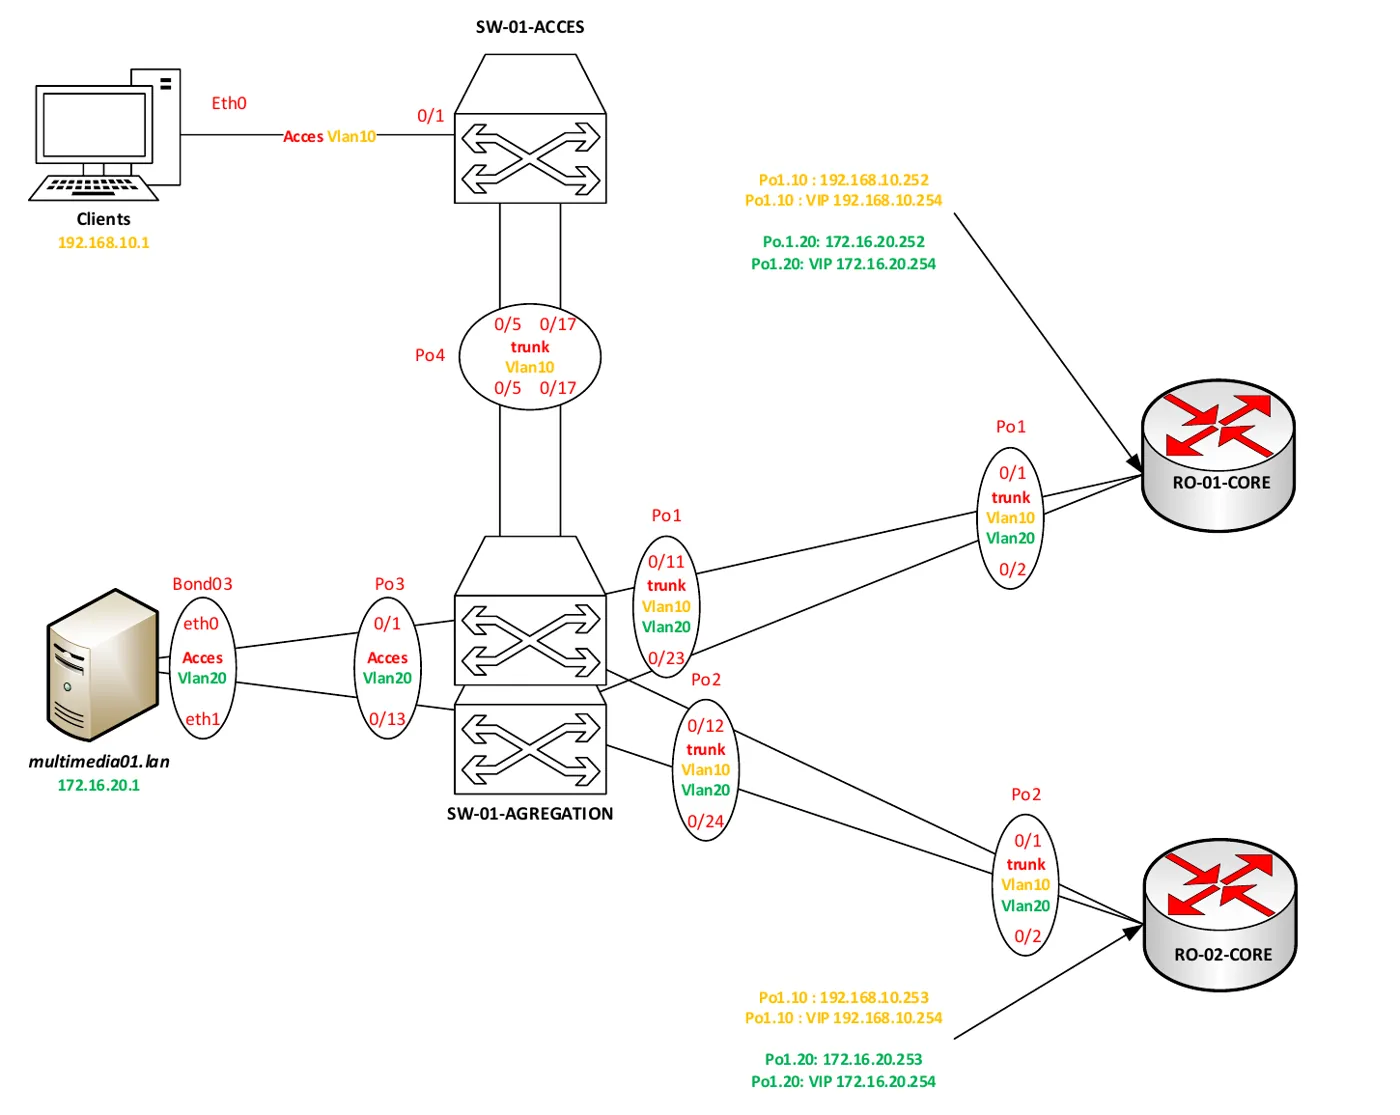 SW-01-ACCES
Eth0
0/1
Acces Vlan10
Clients
192.168.10.1
Po1.10 : 192.168.10.252
Po1.10 : VIP 192.168.10.254
Po.1.20: 172.16.20.252
Po1.20: VIP 172.16.20.254
Po4
0/5 0/17
trunk
Vlan10
0/5 0/17
Po1
0/1
trunk
Vlan10
Vlan20
0/2
RO-01-CORE
Po1
0/11
trunk
Vlan10
Vlan20
0/23
Bond03
eth0
Acces
Vlan20
eth1
Po3
0/1
Acces
Vlan20
0/13
multimedia01.lan
172.16.20.1
SW-01-AGREGATION
Po2
0/12
trunk
Vlan10
Vlan20
0/24
Po2
0/1
trunk
Vlan10
Vlan20
0/2
RO-02-CORE
Po1.10 : 192.168.10.253
Po1.10 : VIP 192.168.10.254
Po1.20: 172.16.20.253
Po1.20: VIP 172.16.20.254